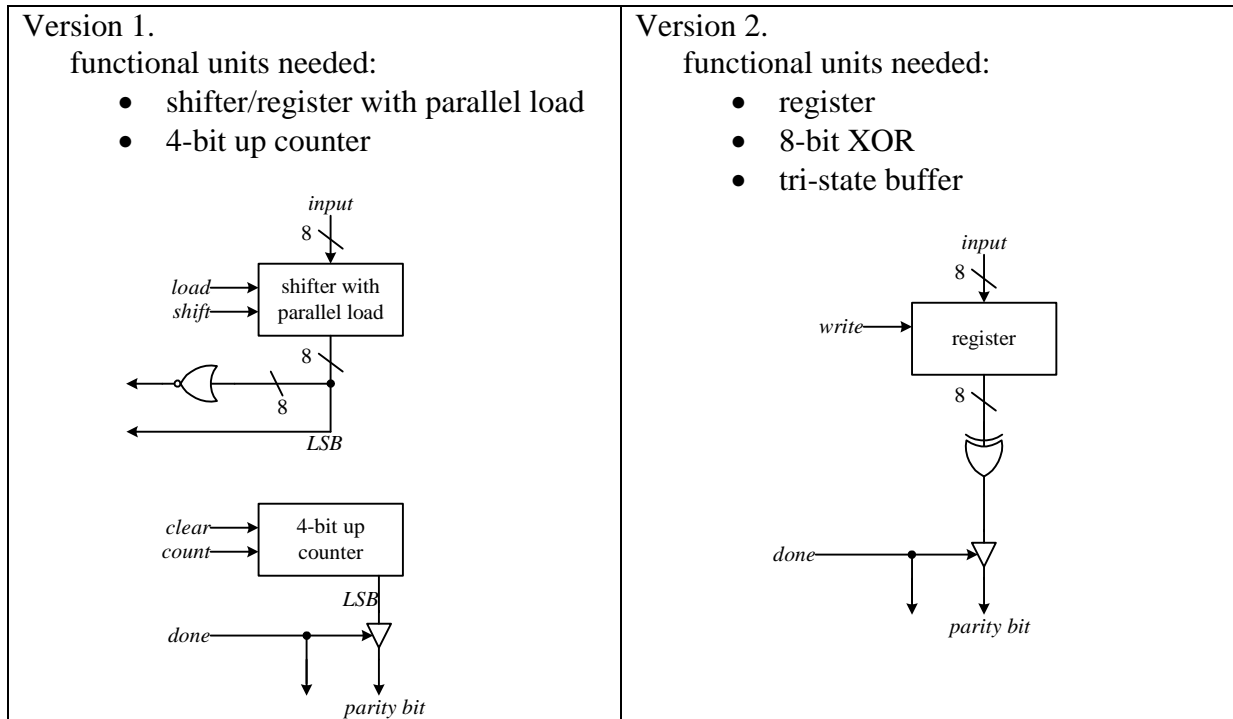 Version 1.
functional units needed:
• shifter/register with parallel load
• 4-bit up counter
input
8
load
shift
shifter with
parallel load
8
8
LSB
clear
count
4-bit up
counter
LSB
done
parity bit
Version 2.
functional units needed:
• register
• 8-bit XOR
• tri-state buffer
input
8
write
register
8
done
parity bit